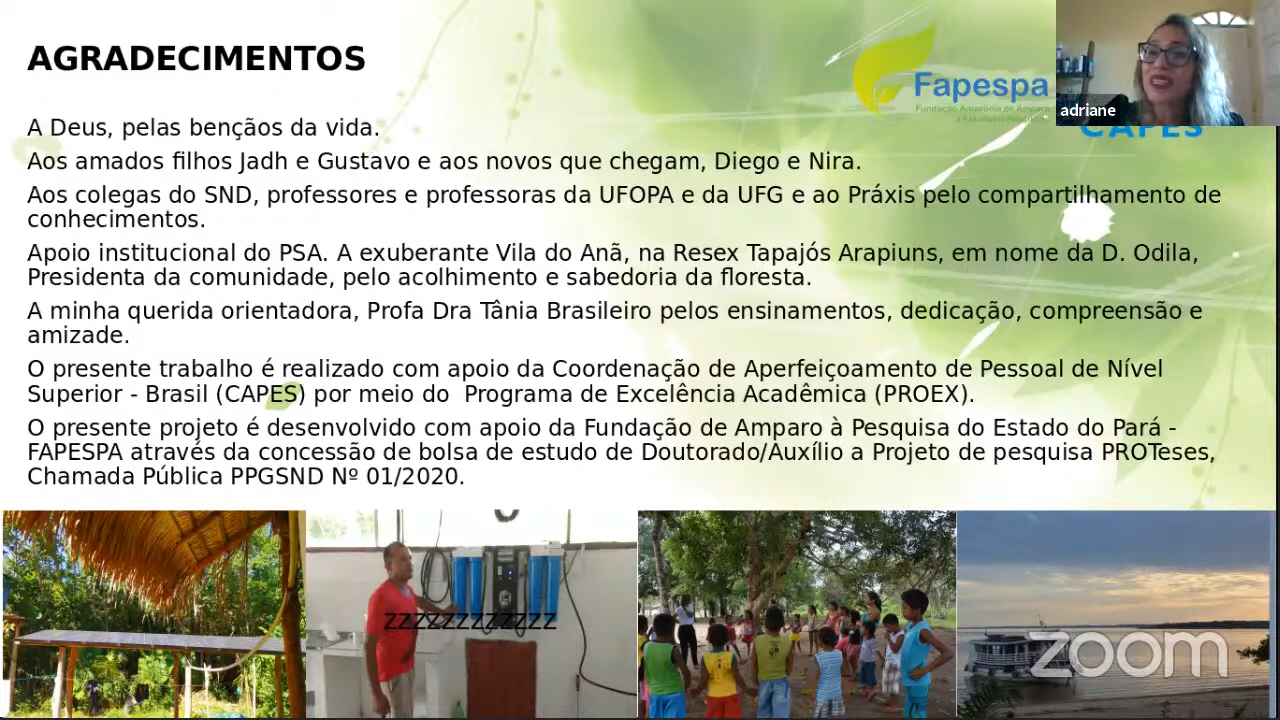 AGRADECIMENTOS
Fapespa
Fundação Amazônia de Amparo
a Estudos e Pesquisas
adriane
CAPES
A Deus, pelas bençãos da vida.
Aos amados filhos Jadh e Gustavo e aos novos que chegam, Diego e Nira.
Aos colegas do SND, professores e professoras da UFOPA e da UFG e ao Práxis pelo compartilhamento de
conhecimentos.
Apoio institucional do PSA. A exuberante Vila do Anã, na Resex Tapajós Arapiuns, em nome da D. Odila,
Presidenta da comunidade, pelo acolhimento e sabedoria da floresta.
A minha querida orientadora, Profa Dra Tânia Brasileiro pelos ensinamentos, dedicação, compreensão e
amizade.
O presente trabalho é realizado com apoio da Coordenação de Aperfeiçoamento de Pessoal de Nível
Superior - Brasil (CAPES) por meio do  Programa de Excelência Acadêmica (PROEX).
O presente projeto é desenvolvido com apoio da Fundação de Amparo à Pesquisa do Estado do Pará -
FAPESPA através da concessão de bolsa de estudo de Doutorado/Auxílio a Projeto de pesquisa PROTeses,
Chamada Pública PPGSND Nº 01/2020.
ZZZZZZZZZZZZ
zoom